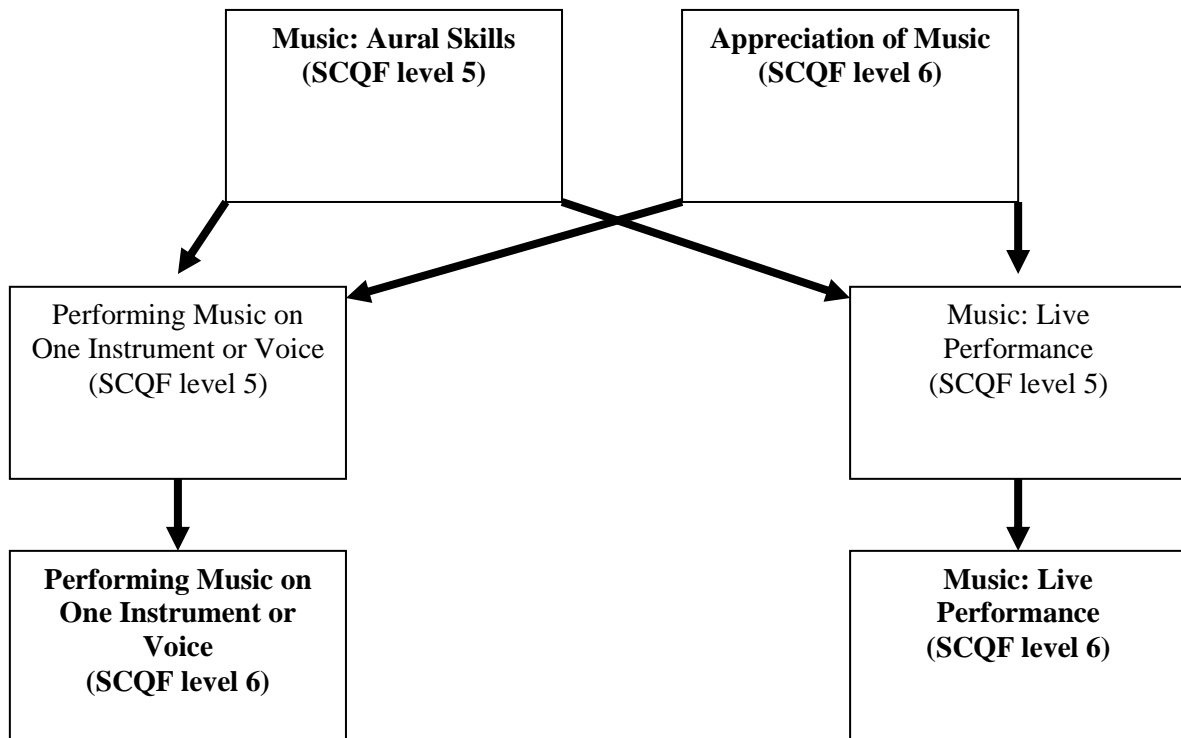 Music: Aural Skills
(SCQF level 5)
Appreciation of Music
(SCQF level 6)
Performing Music on
One Instrument or Voice
(SCQF level 5)
Music: Live
Performance
(SCQF level 5)
Performing Music on
One Instrument or
Voice
(SCQF level 6)
Music: Live
Performance
(SCQF level 6)